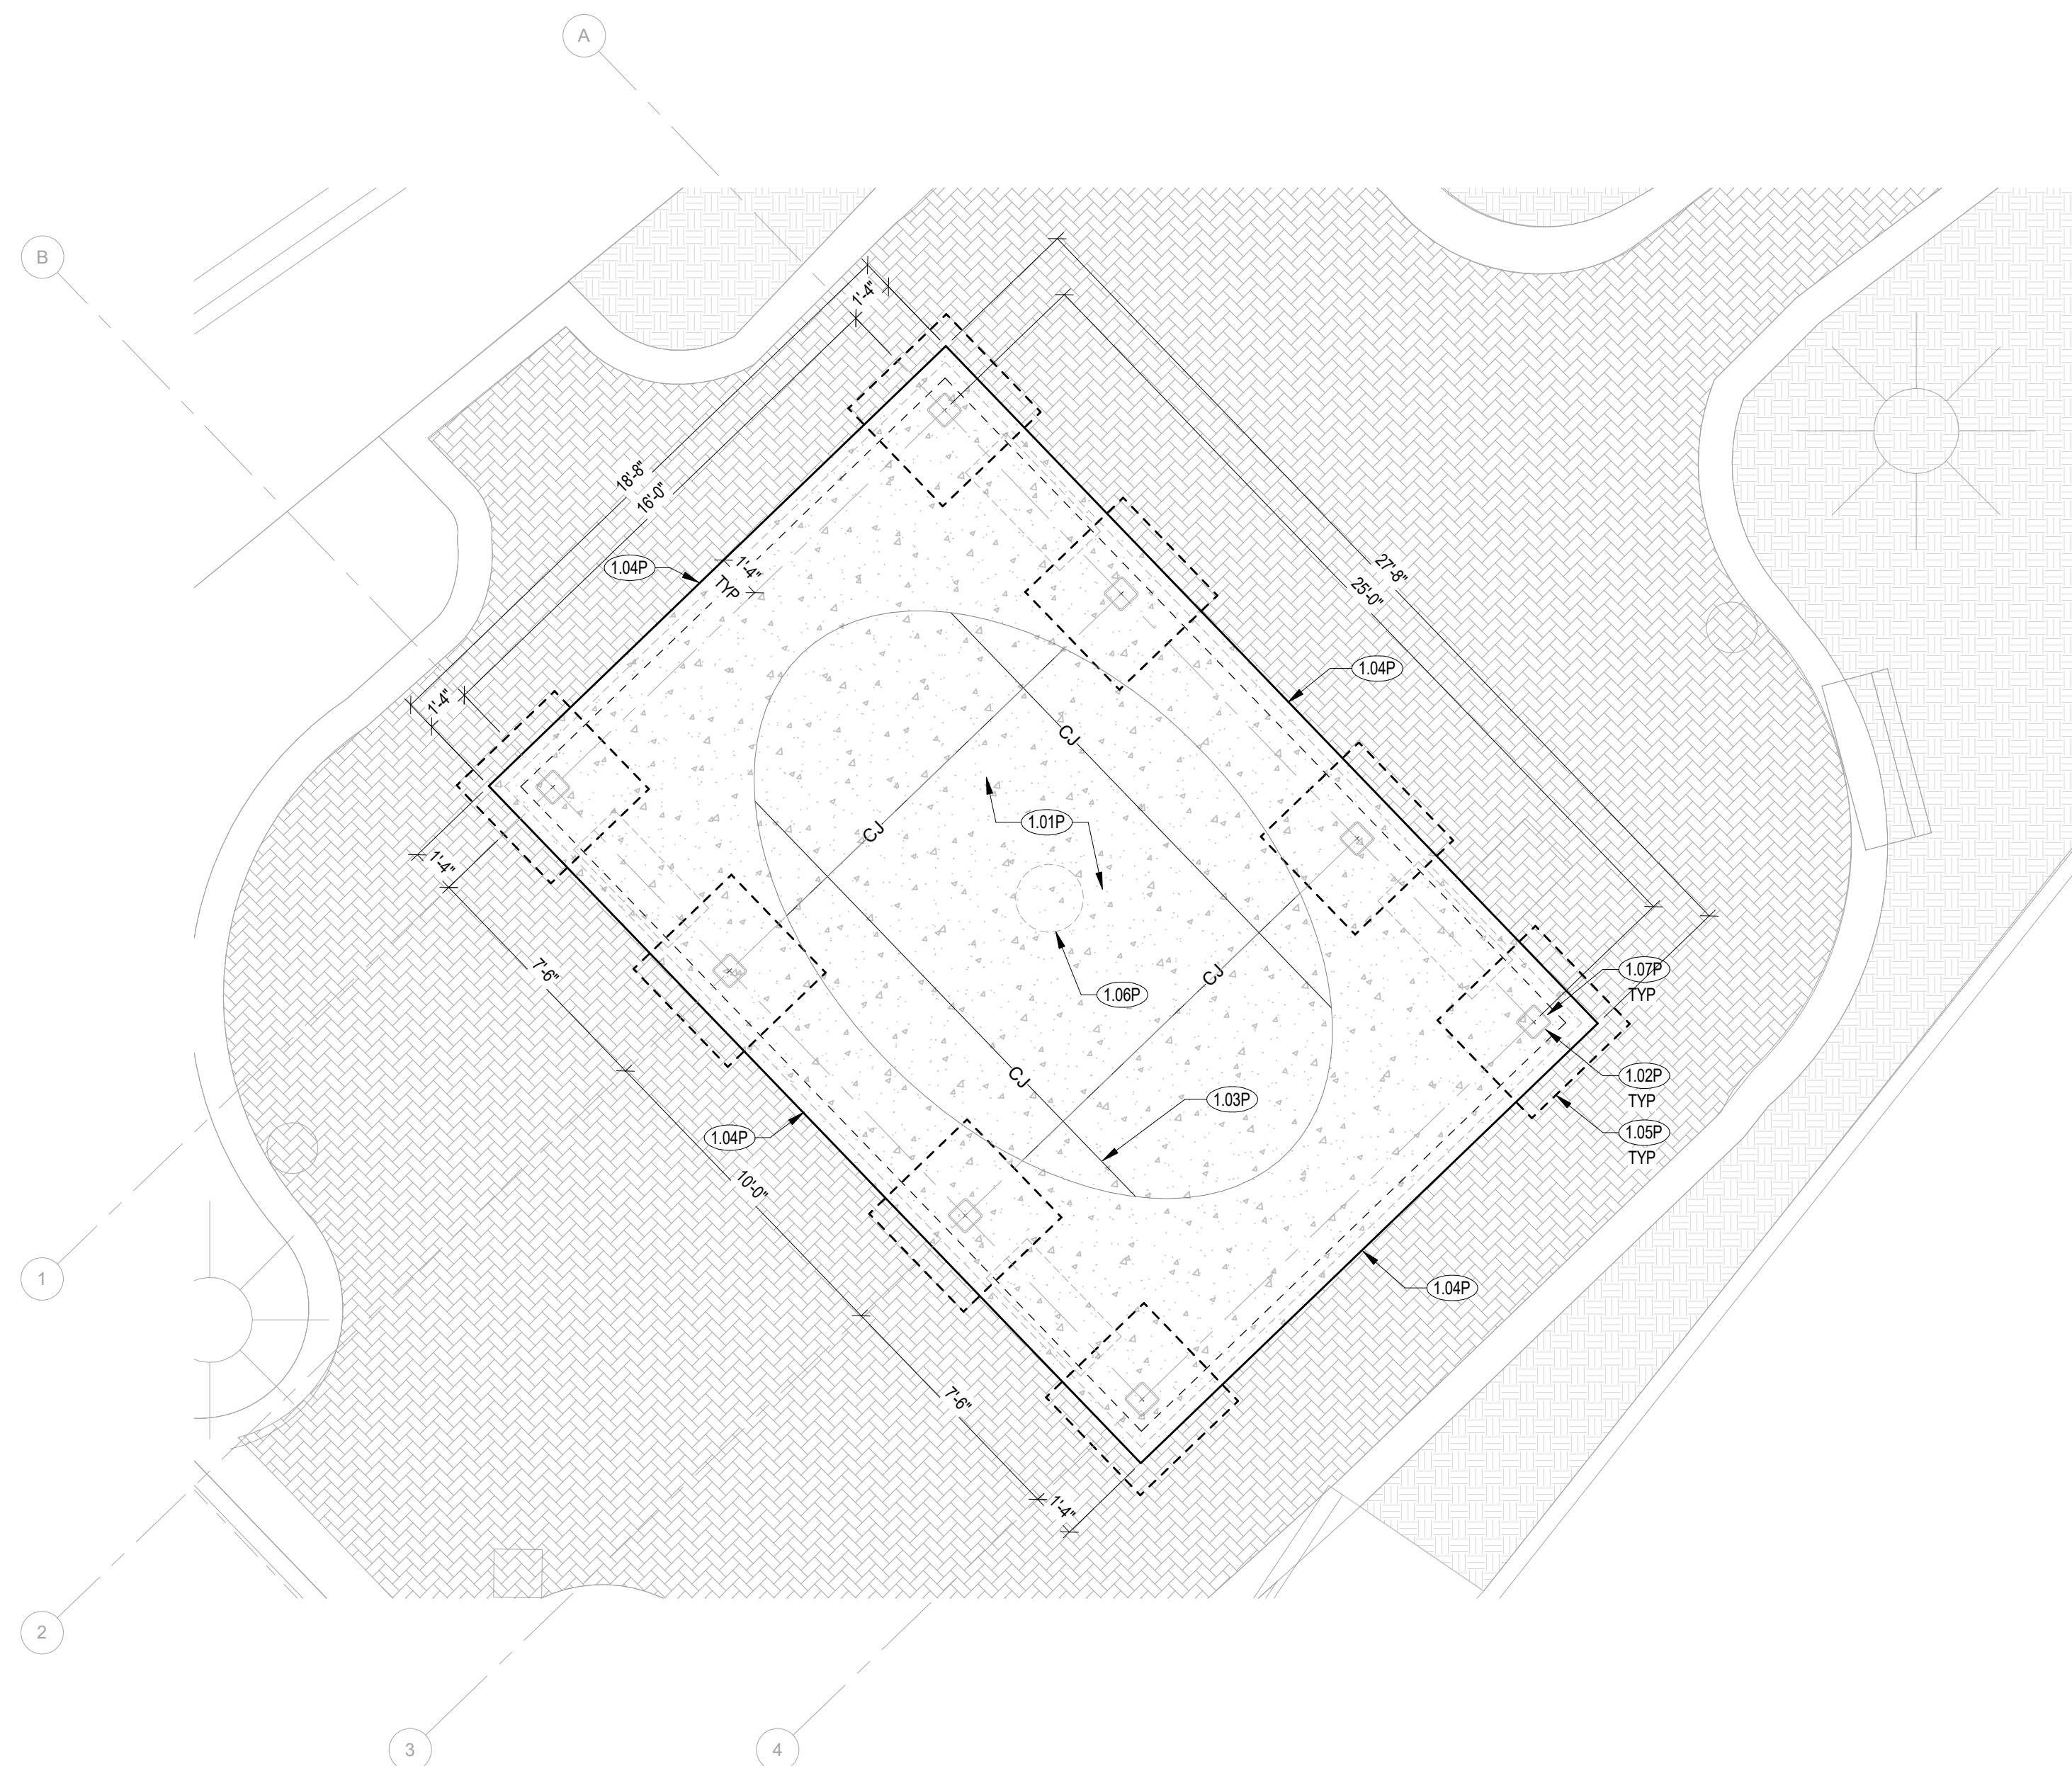 A
B
1'-4"
18'-8"
16'-0"
27'-8"
25'-0"
1.04P
1'-4"
TYP
1.04P
1'-4"
CJ
1.01P
CJ
1'-4"
7'-6"
1.07P
TYP
CJ
1.06P
1.02P
TYP
CJ
1.03P
1.05P
TYP
1.04P
10'-0"
1
1.04P
7'-6"
1'-4"
2
3
4